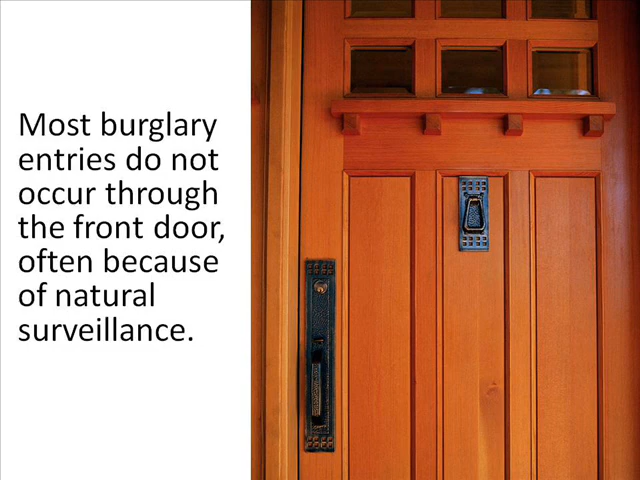 Most burglary
entries do not
occur through
the front door,
often because
of natural
surveillance.